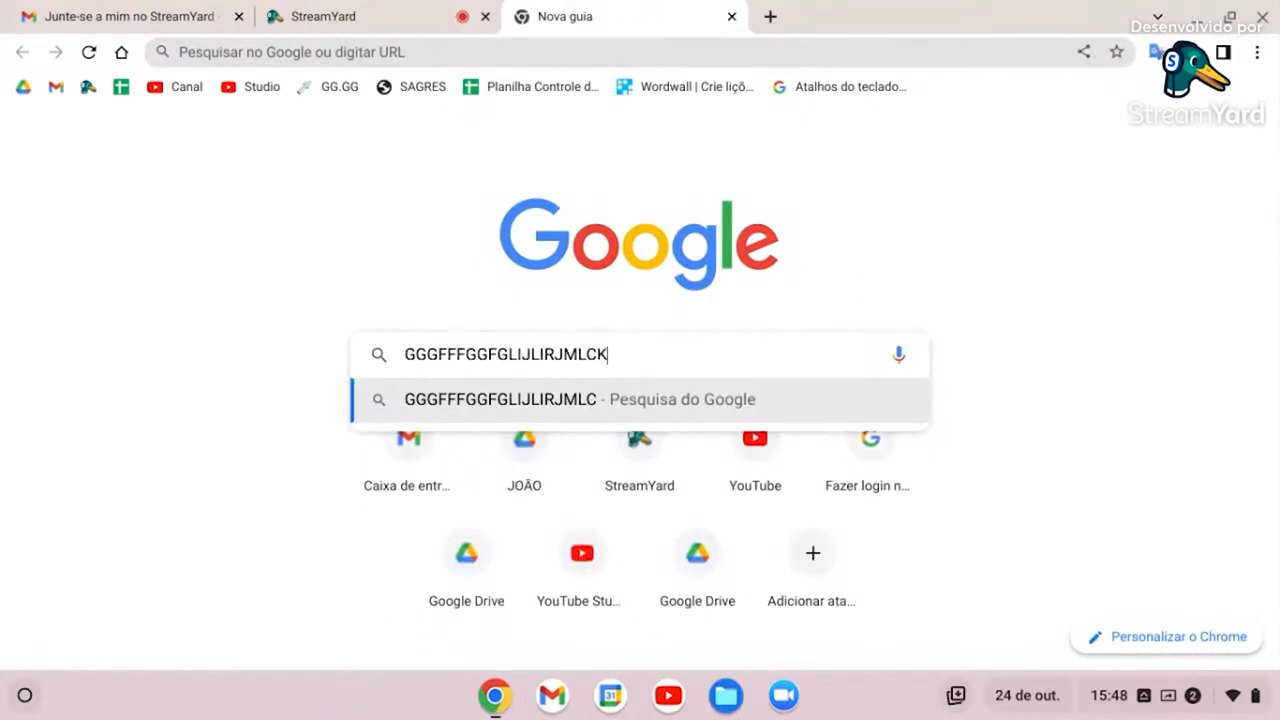 Junte-se a mim no StreamYard -
StreamYard
Nova guia
Desenvolvido por
Pesquisar no Google ou digitar URL
Canal
Studio
GG.GG
SAGRES
Planilha Controle d...
Wordwall | Crie liçõ...
Atalhos do teclado...
StreamYard
Google
GGGFFFGGFGLIJLIRJMLCK
GGGFFFGGFGLIJLIRJMLC - Pesquisa do Google
Caixa de entr...
JOÃO
StreamYard
YouTube
Fazer login n...
Google Drive
YouTube Stu...
Google Drive
Adicionar ata...
Personalizar o Chrome
31
24 de out.
15:48
2